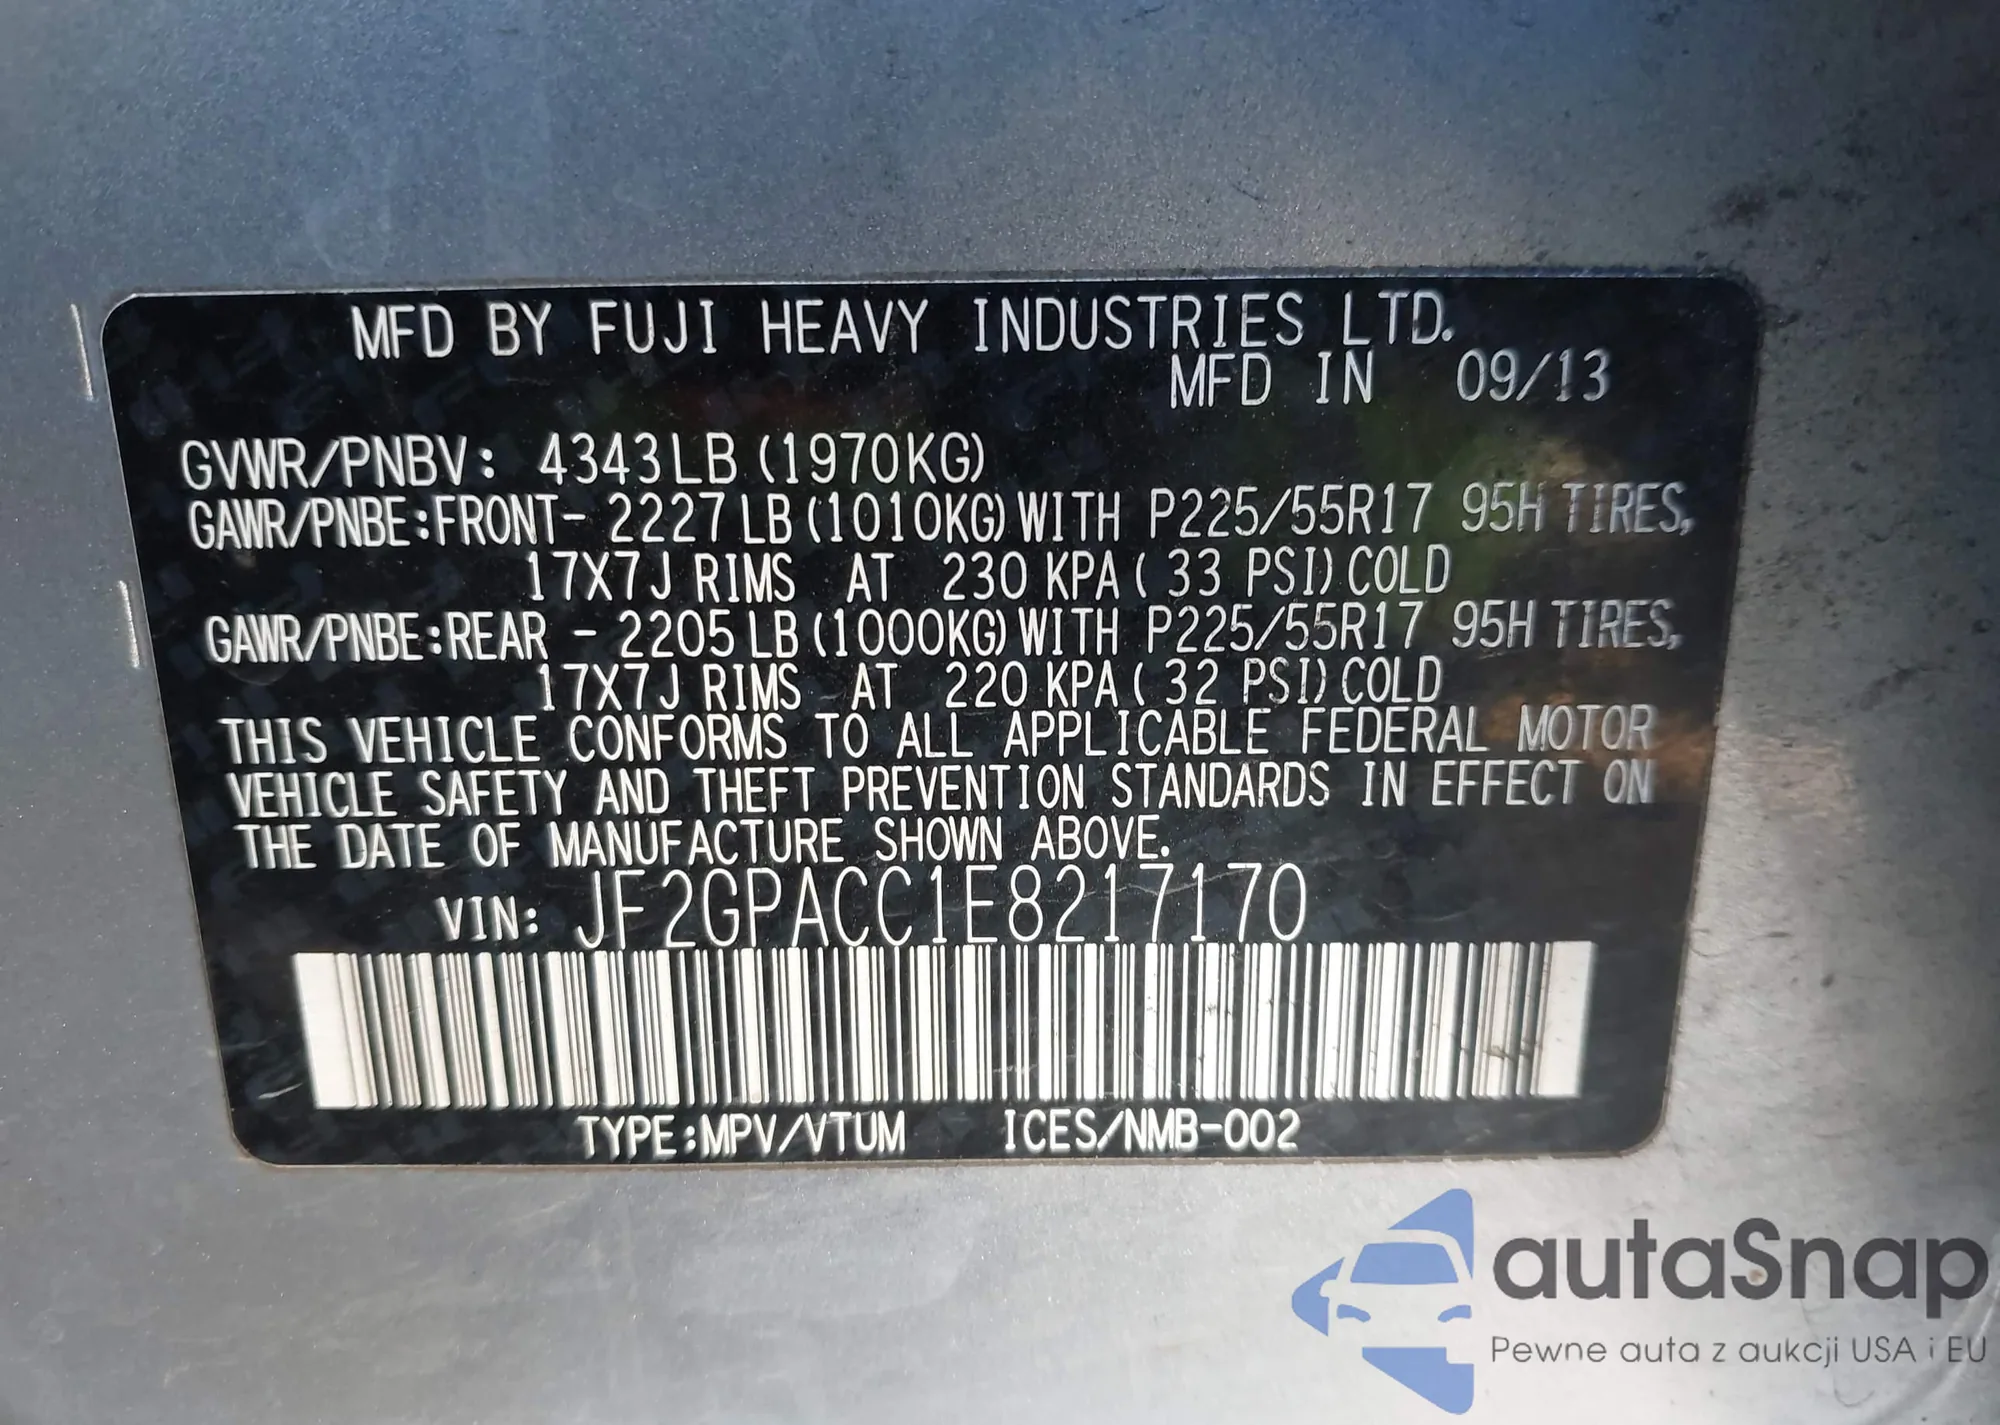 MFD BY FUJI HEAVY INDUSTRIES LTD.
MFD IN 09/13
GVWR/PNBV: 4343LB (1970KG)
GAWR/PNBE:FRONT- 2227 LB (1010KG) WITH P225/55R17 95H TIRES,
17X7J RIMS AT 230 KPA ( 33 PSI) COLD
GAWR/PNBE:REAR - 2205 LB (1000KG) WITH P225/55R17 95H TIRES,
17X7J RIMS AT 220 KPA ( 32 PSI) COLD
THIS VEHICLE CONFORMS TO ALL APPLICABLE FEDERAL MOTOR
VEHICLE SAFETY AND THEFT PREVENTION STANDARDS IN EFFECT ON
THE DATE OF MANUFACTURE SHOWN ABOVE.
VIN: JF2GPACC1E8217170
TYPE:MPV/VTUM ICES/NMB-002
autaSnap
Pewne auta z aukcji USA i EU